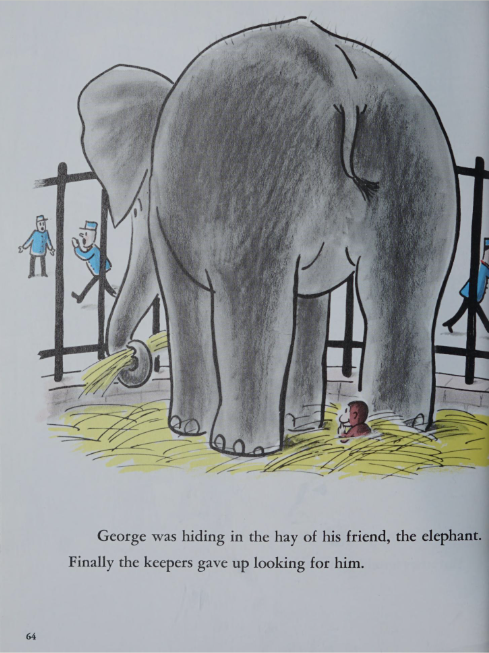 George was hiding in the hay of his friend, the elephant.
Finally the keepers gave up looking for him.
64